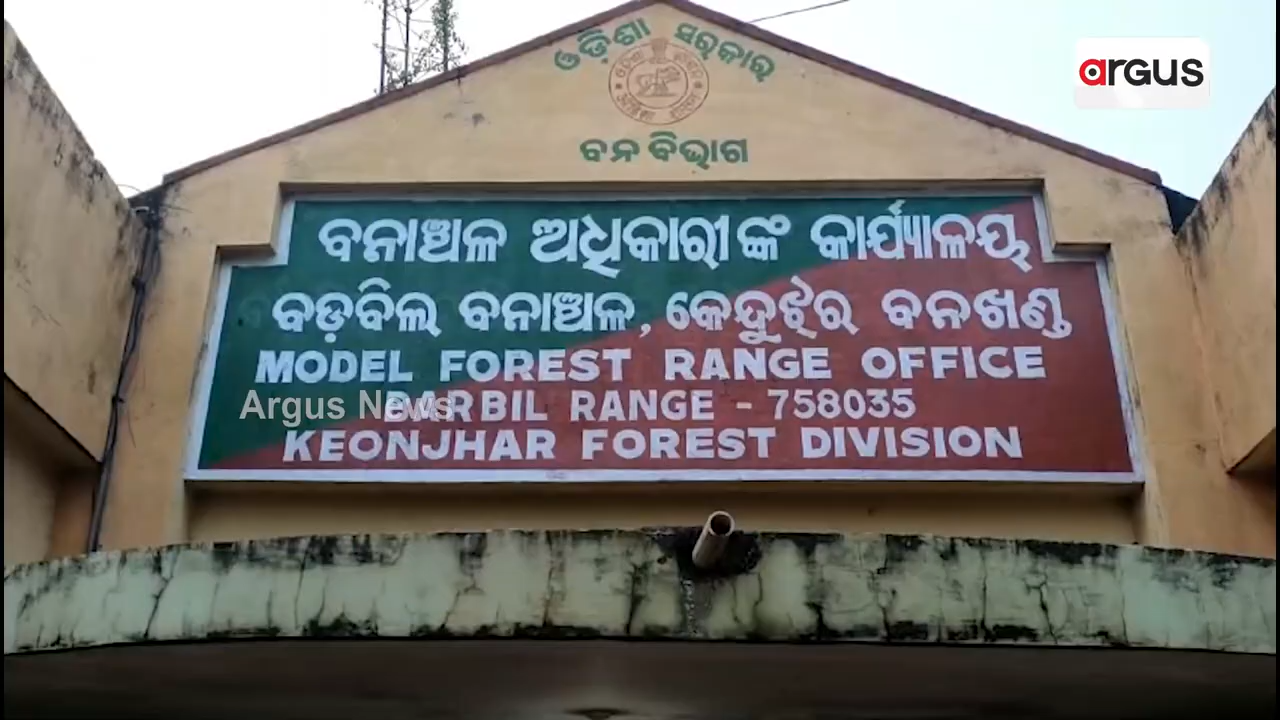 ଓଡ଼ିଶା ସରକାର
argus
ବନ ବିଭାଗ
ବନାଞ୍ଚଳ ଅଧିକାରୀଙ୍କ କାର୍ଯ୍ୟାଳୟ
ବଡ଼ବିଲ ବନାଞ୍ଚଳ, କେନ୍ଦୁଝର ବନଖଣ୍ଡ
MODEL FOREST RANGE OFFICE
BARBIL RANGE - 758035
Argus News
KEONJHAR FOREST DIVISION